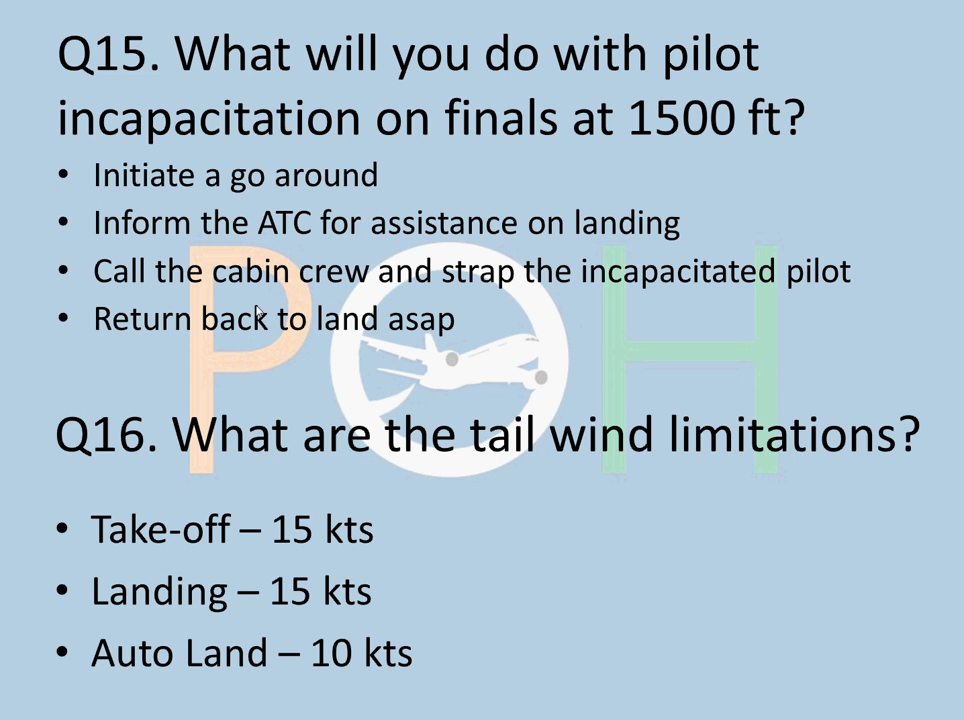 Q15. What will you do with pilot
incapacitation on finals at 1500 ft?
• Initiate a go around
• Inform the ATC for assistance on landing
• Call the cabin crew and strap the incapacitated pilot
• Return back to land asap
P O H
Q16. What are the tail wind limitations?
• Take-off – 15 kts
• Landing – 15 kts
• Auto Land – 10 kts